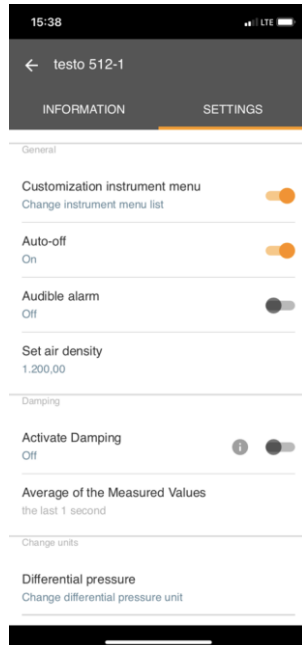 15:38
LTE
← testo 512-1
INFORMATION SETTINGS
General
Customization instrument menu
Change instrument menu list
Auto-off
On
Audible alarm
Off
Set air density
1.200,00
Damping
Activate Damping
Off
Average of the Measured Values
the last 1 second
Change units
Differential pressure
Change differential pressure unit